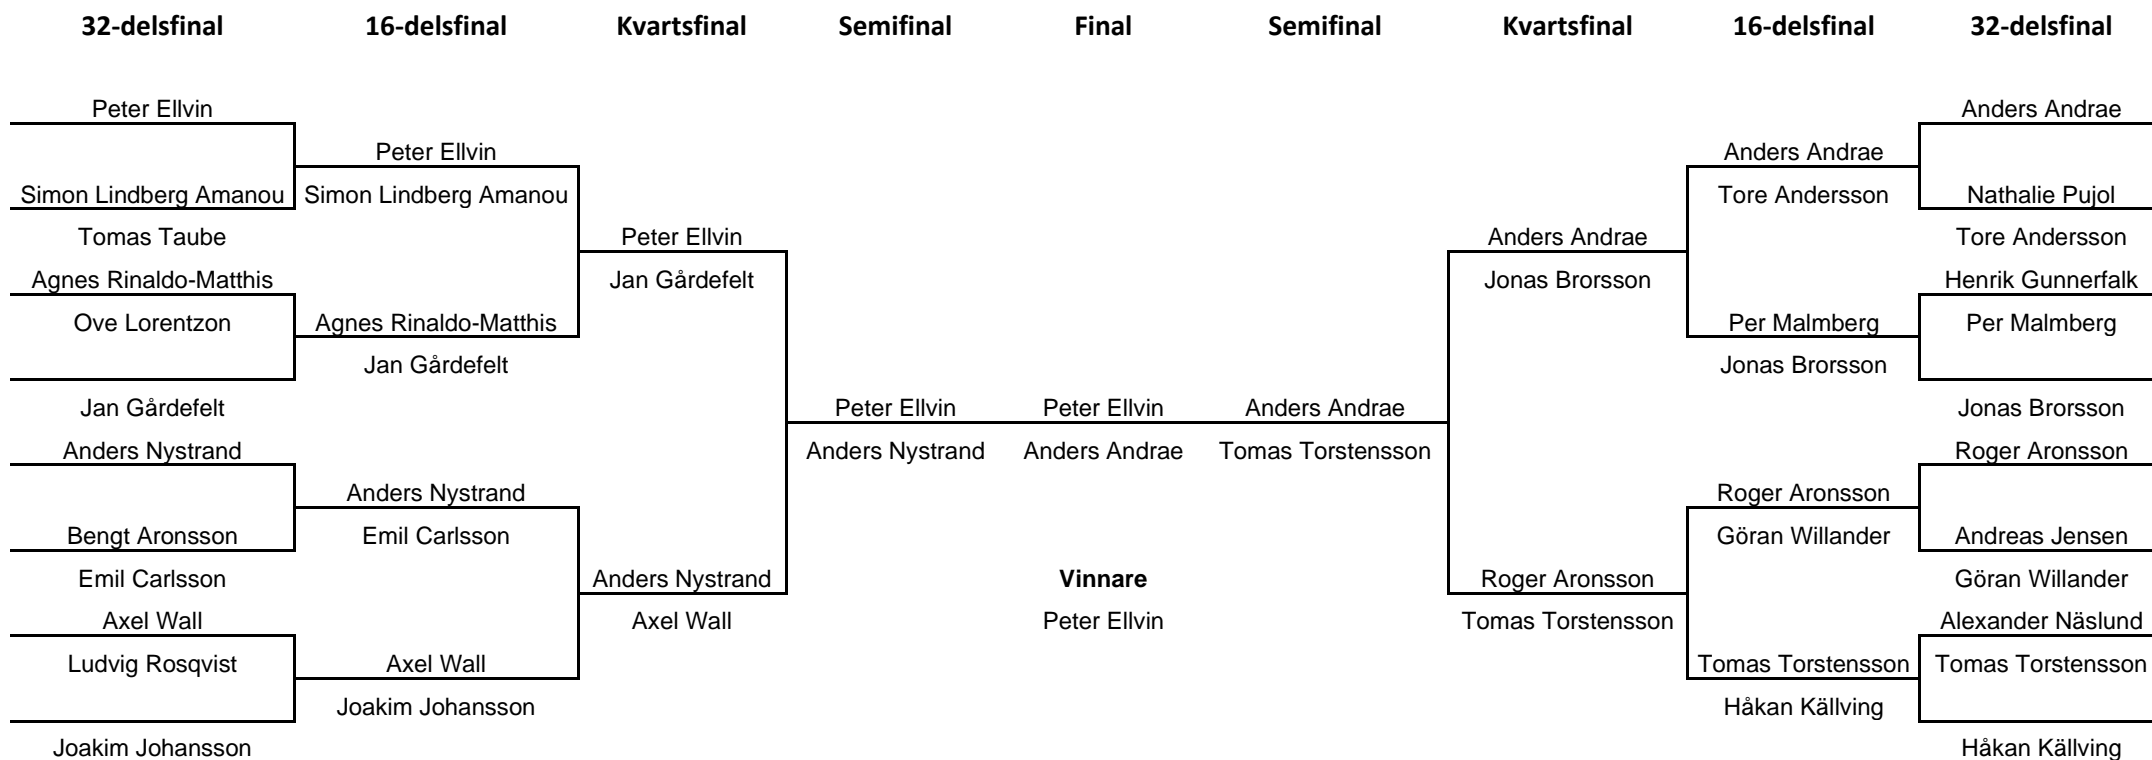 32-delsfinal 16-delsfinal Kvartsfinal Semifinal Final Semifinal Kvartsfinal 16-delsfinal 32-delsfinal
Peter Ellvin Anders Andrae
Peter Ellvin Anders Andrae
Simon Lindberg Amanou Simon Lindberg Amanou Tore Andersson Nathalie Pujol
Tomas Taube Peter Ellvin Anders Andrae Tore Andersson
Agnes Rinaldo-Matthis Jan Gårdefelt Jonas Brorsson Henrik Gunnerfalk
Ove Lorentzon Agnes Rinaldo-Matthis Per Malmberg Per Malmberg
Jan Gårdefelt Jonas Brorsson
Jan Gårdefelt Peter Ellvin Peter Ellvin Anders Andrae Jonas Brorsson
Anders Nystrand Anders Nystrand Anders Andrae Tomas Torstensson Roger Aronsson
Anders Nystrand Roger Aronsson
Bengt Aronsson Emil Carlsson Göran Willander Andreas Jensen
Emil Carlsson Anders Nystrand Vinnare Roger Aronsson Göran Willander
Axel Wall Axel Wall Peter Ellvin Tomas Torstensson Alexander Näslund
Ludvig Rosqvist Axel Wall Tomas Torstensson Tomas Torstensson
Joakim Johansson Håkan Källving
Joakim Johansson Håkan Källving